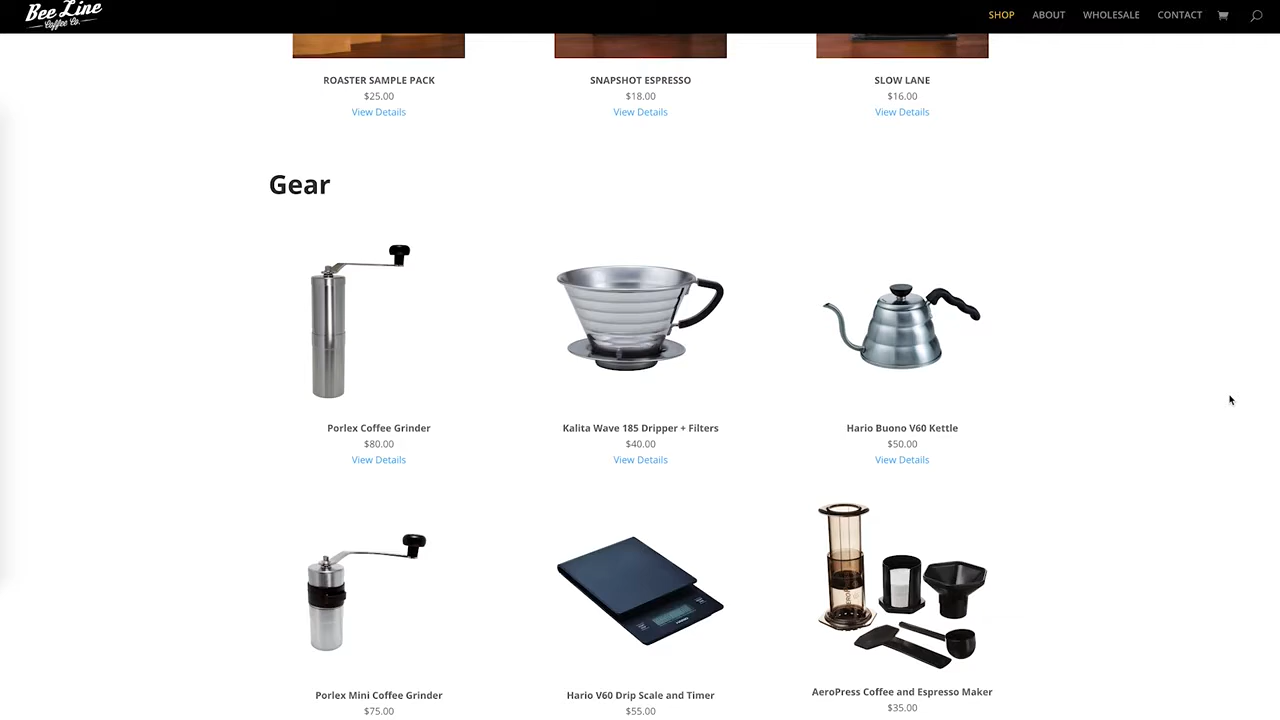 Bee Line
Coffee Co.
SHOP ABOUT WHOLESALE CONTACT
ROASTER SAMPLE PACK SNAPSHOT ESPRESSO SLOW LANE
$25.00 $18.00 $16.00
View Details View Details View Details
Gear
Porlex Coffee Grinder Kalita Wave 185 Dripper + Filters Hario Buono V60 Kettle
$80.00 $40.00 $50.00
View Details View Details View Details
Porlex Mini Coffee Grinder Hario V60 Drip Scale and Timer AeroPress Coffee and Espresso Maker
$75.00 $55.00 $35.00